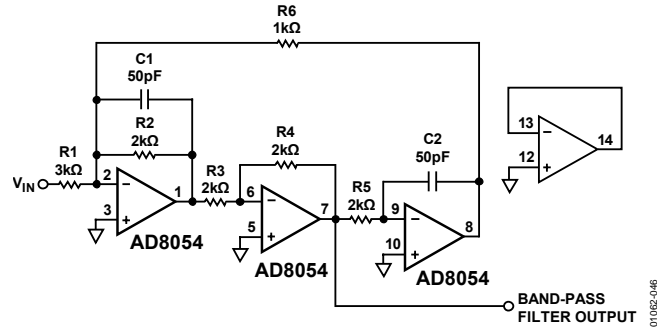 R6
1kΩ
C1
50pF
R2
2kΩ
R1
3kΩ
VIN
2
3
1
AD8054
R3
2kΩ
R4
2kΩ
6
5
7
AD8054
R5
2kΩ
C2
50pF
9
10
8
AD8054
13
12
14
BAND-PASS
FILTER OUTPUT
01062-046